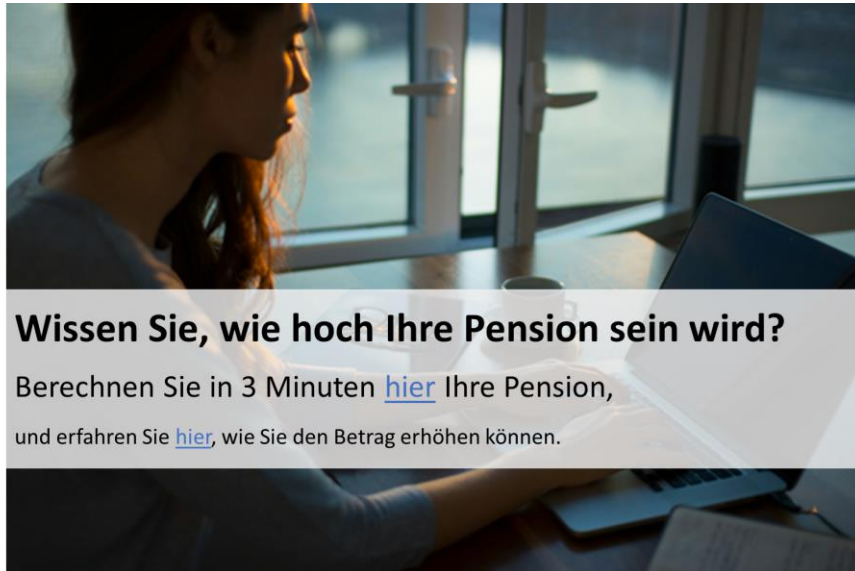 Wissen Sie, wie hoch Ihre Pension sein wird?
Berechnen Sie in 3 Minuten hier Ihre Pension,
und erfahren Sie hier, wie Sie den Betrag erhöhen können.